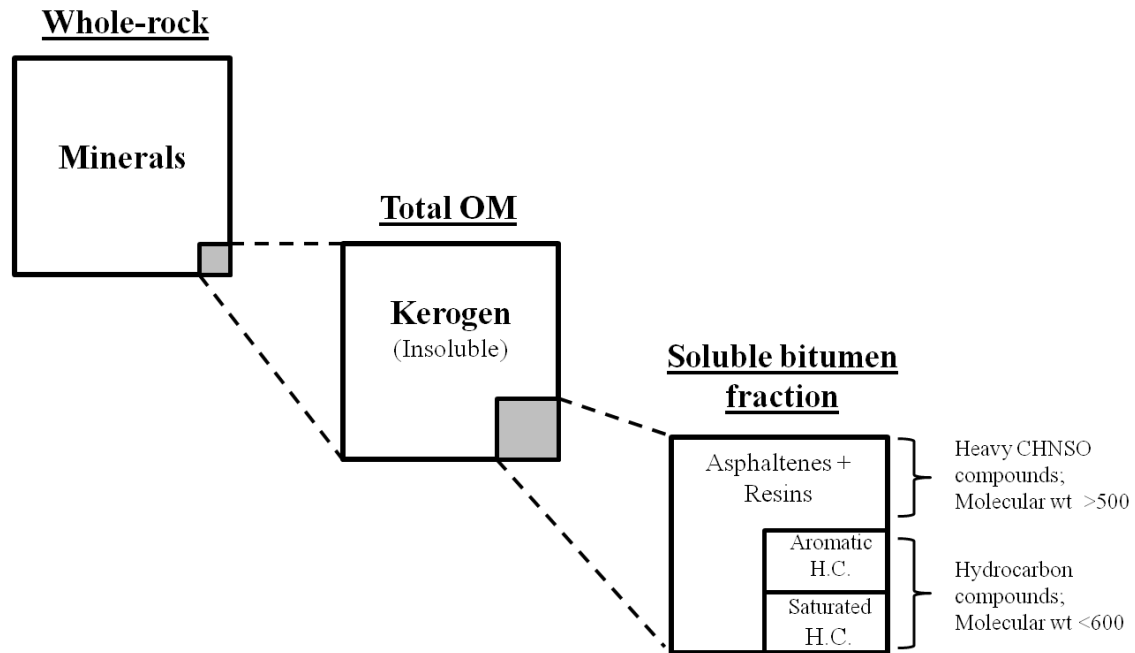 Whole-rock
Minerals
Total OM
Kerogen
(Insoluble)
Soluble bitumen
fraction
Asphaltenes +
Resins
Heavy CHNSO
compounds;
Molecular wt >500
Aromatic
H.C.
Saturated
H.C.
Hydrocarbon
compounds;
Molecular wt <600